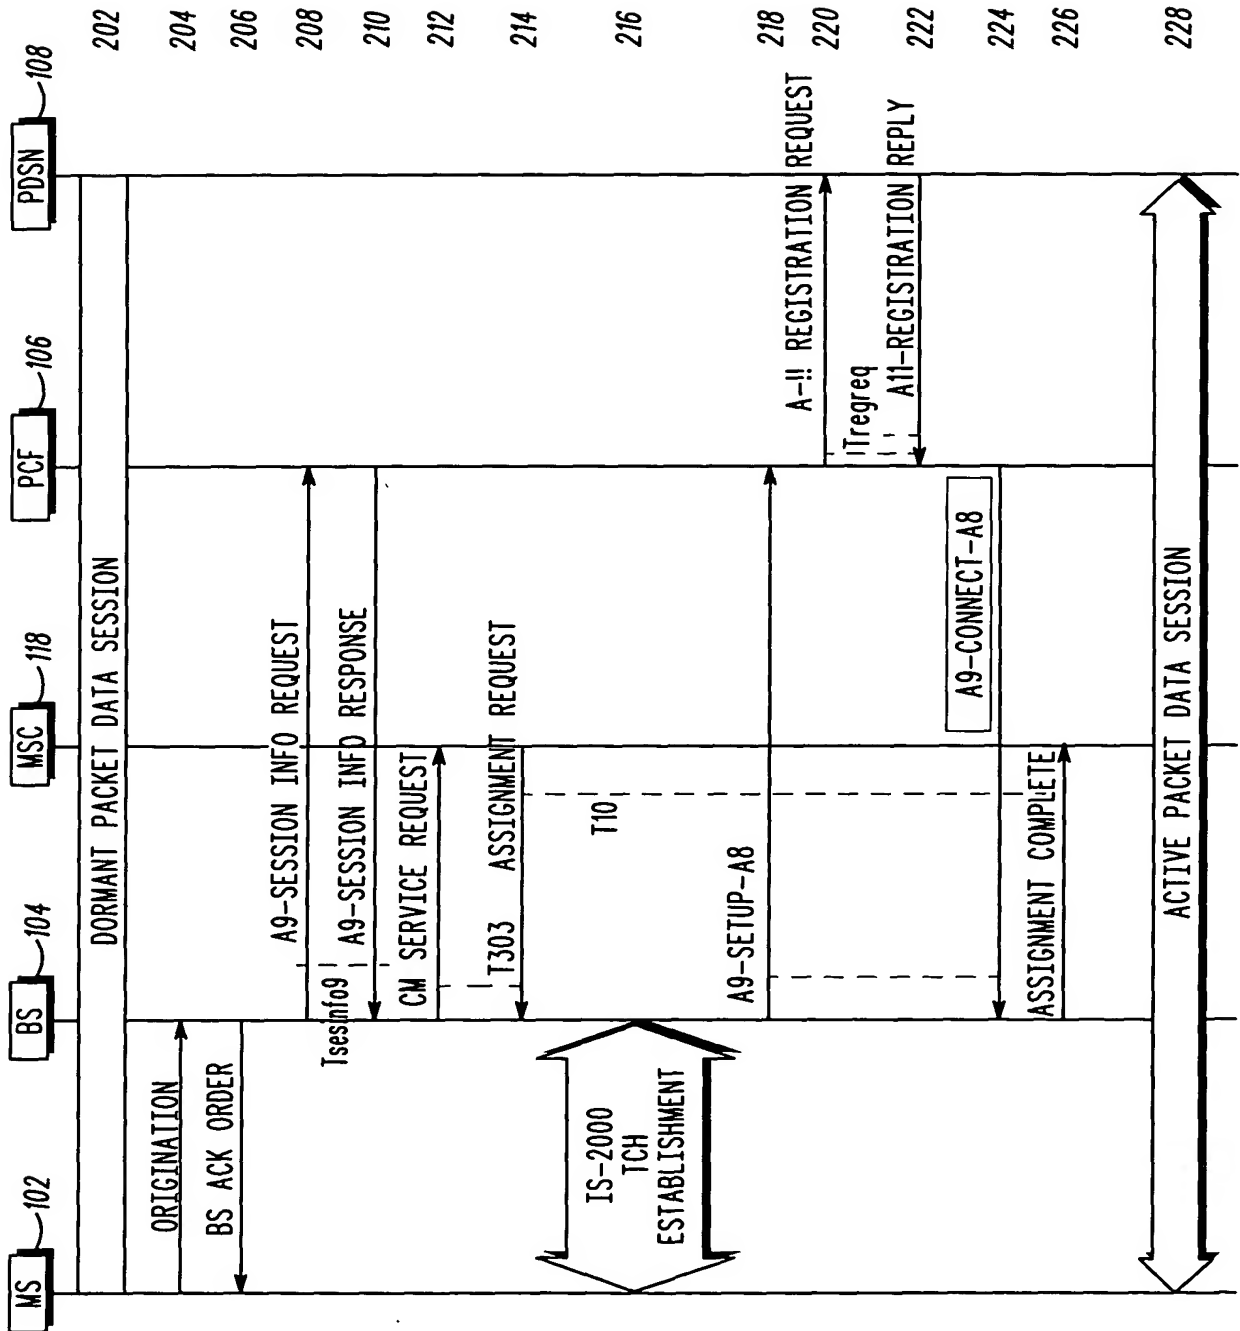 MS 102
BS 104
MSC 118
PCF 106
PDSN 108
DORMANT PACKET DATA SESSION 202
ORIGINATION 204
BS ACK ORDER 206
A9-SESSION INFO REQUEST 208
Tsesinfo9
A9-SESSION INFO RESPONSE 210
CM SERVICE REQUEST 212
T303
ASSIGNMENT REQUEST 214
T10
IS-2000
TCH
ESTABLISHMENT
216
A9-SETUP-A8 218
A-!! REGISTRATION REQUEST 220
Tregreq
A11-REGISTRATION REPLY 222
A9-CONNECT-A8 224
ASSIGNMENT COMPLETE 226
ACTIVE PACKET DATA SESSION 228